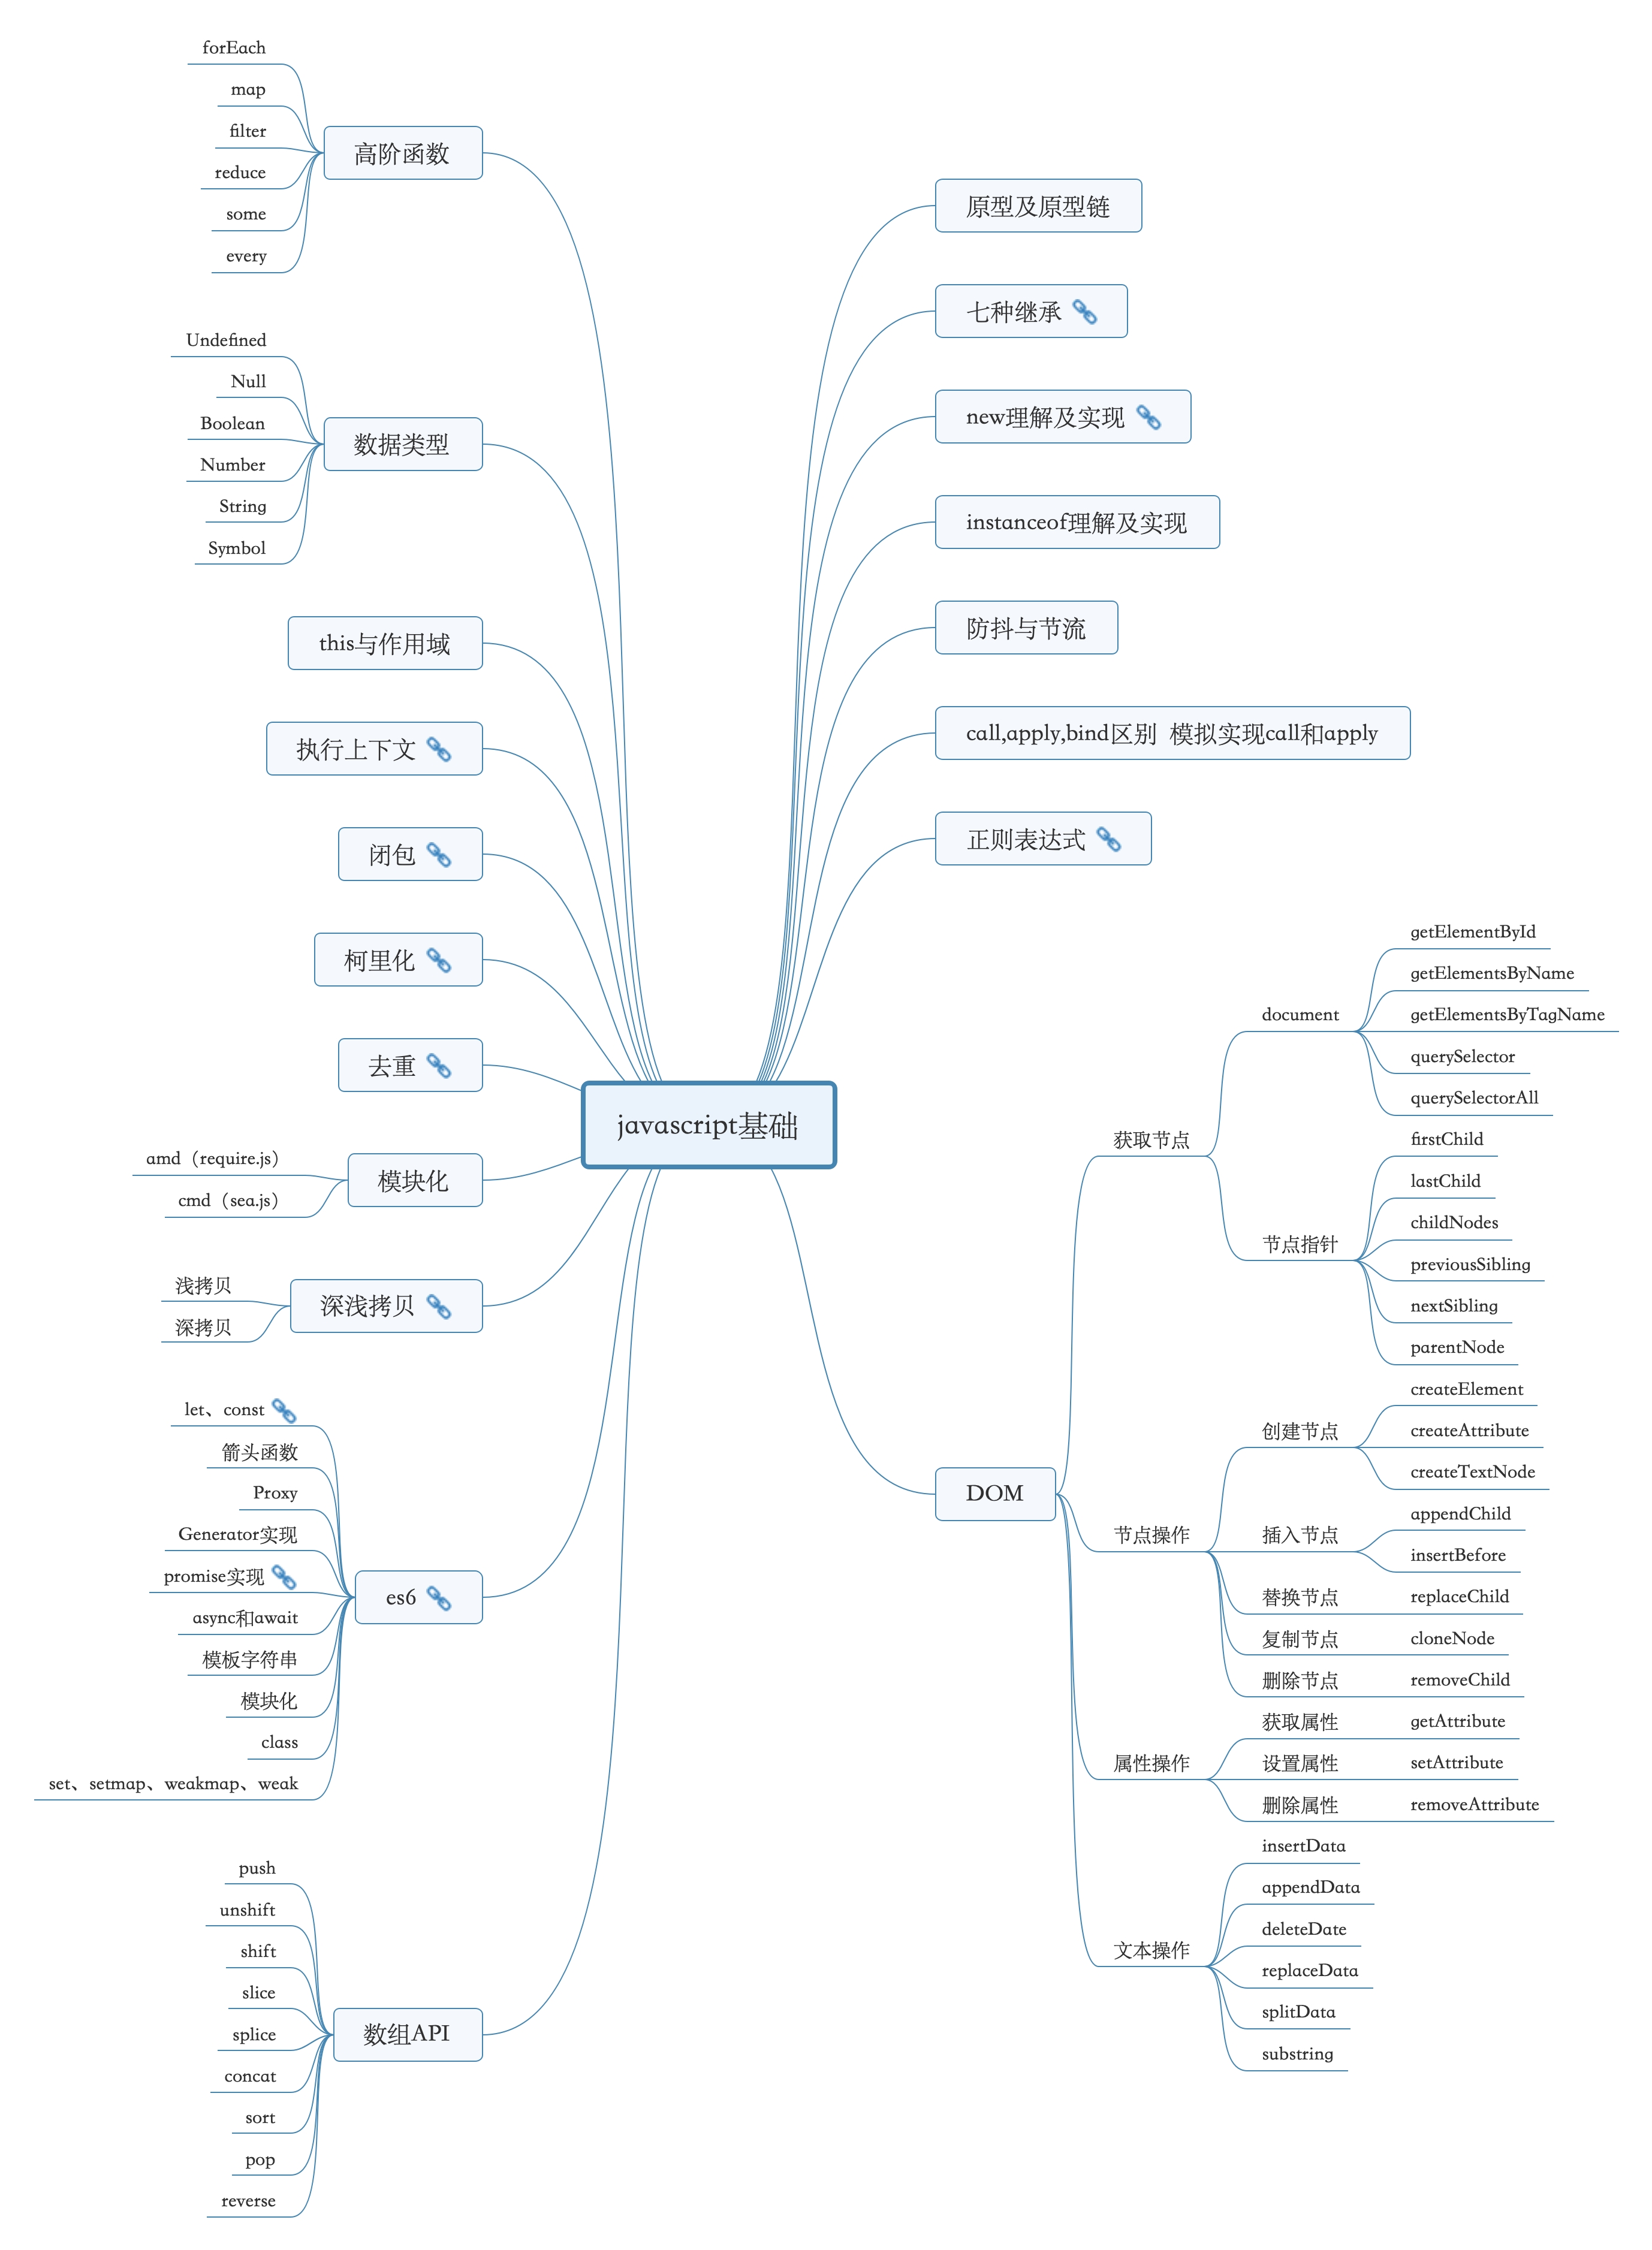 javascript基础
原型及原型链
七种继承
new理解及实现
instanceof理解及实现
防抖与节流
call,apply,bind区别 模拟实现call和apply
正则表达式
DOM
获取节点
document
getElementById
getElementsByName
getElementsByTagName
querySelector
querySelectorAll
节点指针
firstChild
lastChild
childNodes
previousSibling
nextSibling
parentNode
节点操作
创建节点
createElement
createAttribute
createTextNode
插入节点
appendChild
insertBefore
替换节点
replaceChild
复制节点
cloneNode
删除节点
removeChild
属性操作
获取属性
getAttribute
设置属性
setAttribute
删除属性
removeAttribute
文本操作
insertData
appendData
deleteDate
replaceData
splitData
substring
高阶函数
forEach
map
filter
reduce
some
every
数据类型
Undefined
Null
Boolean
Number
String
Symbol
this与作用域
执行上下文
闭包
柯里化
去重
模块化
amd（require.js）
cmd（sea.js）
深浅拷贝
浅拷贝
深拷贝
es6
let、const
箭头函数
Proxy
Generator实现
promise实现
async和await
模板字符串
模块化
class
set、setmap、weakmap、weak
数组API
push
unshift
shift
slice
splice
concat
sort
pop
reverse